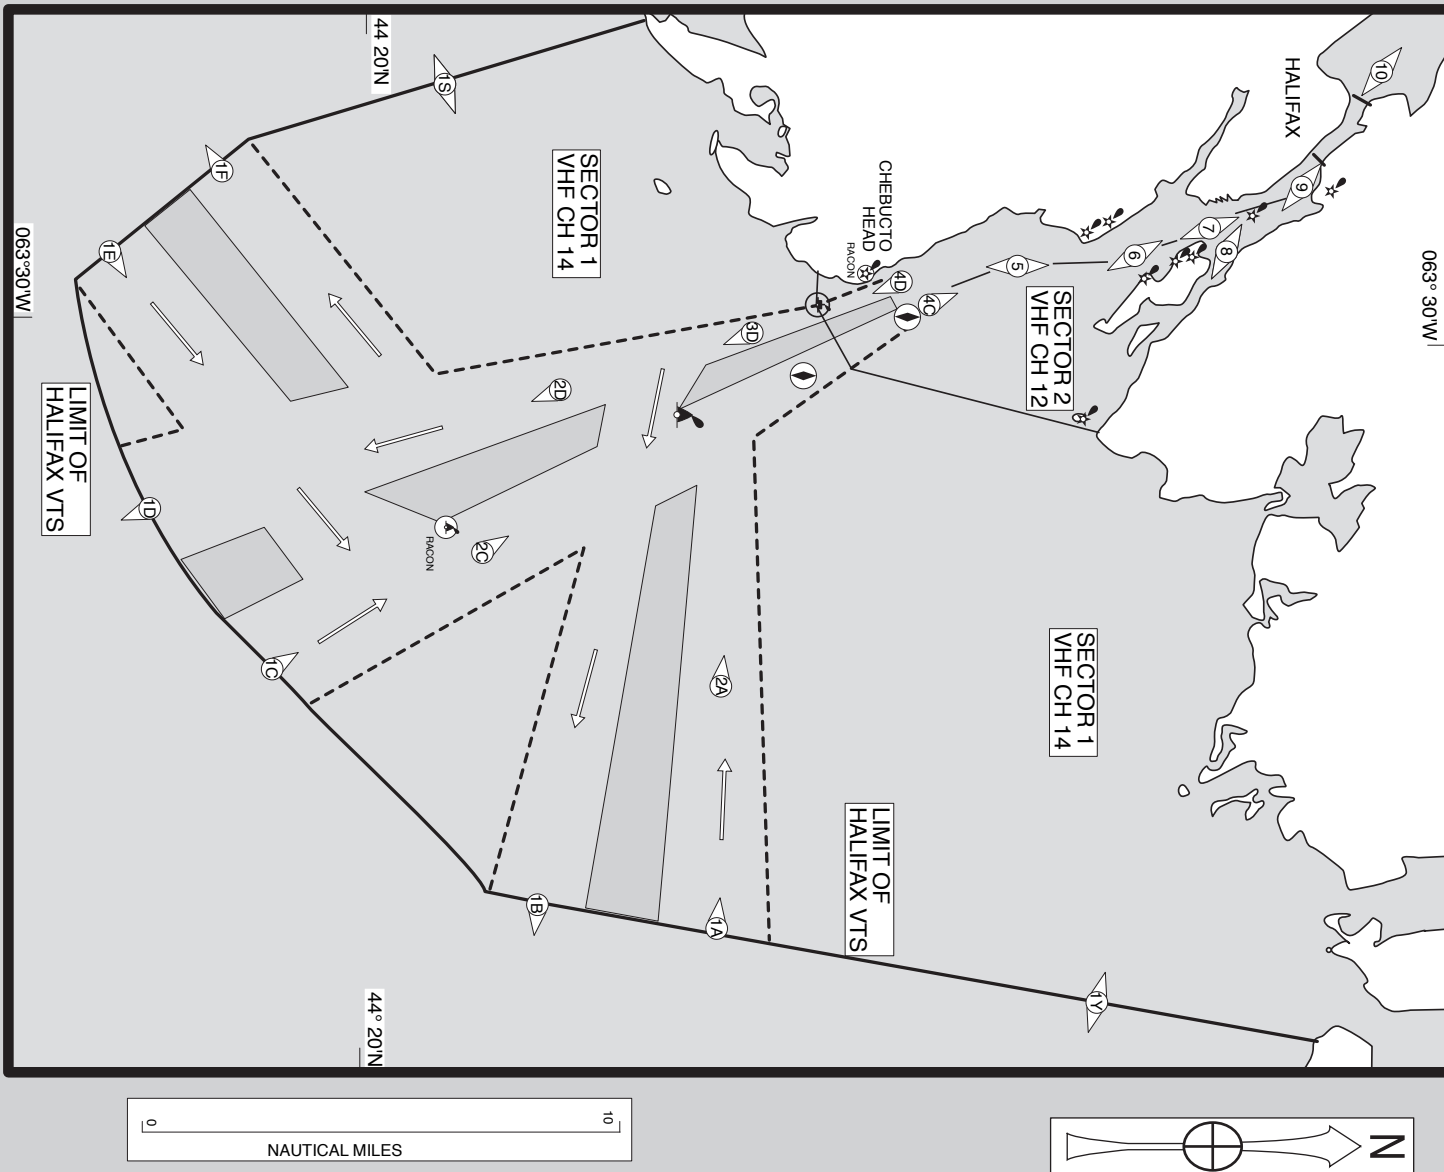 44 20'N
063°30'W
063° 30'W
44° 20'N
HALIFAX
CHEBUCTO
HEAD
RACON
SECTOR 1
VHF CH 14
SECTOR 2
VHF CH 12
SECTOR 1
VHF CH 14
LIMIT OF
HALIFAX VTS
LIMIT OF
HALIFAX VTS
RACON
10
9
8
7
6
5
4D
4C
3D
2D
2C
2A
1S
1F
1E
1D
1C
1B
1A
1Y
0
10
NAUTICAL MILES
N